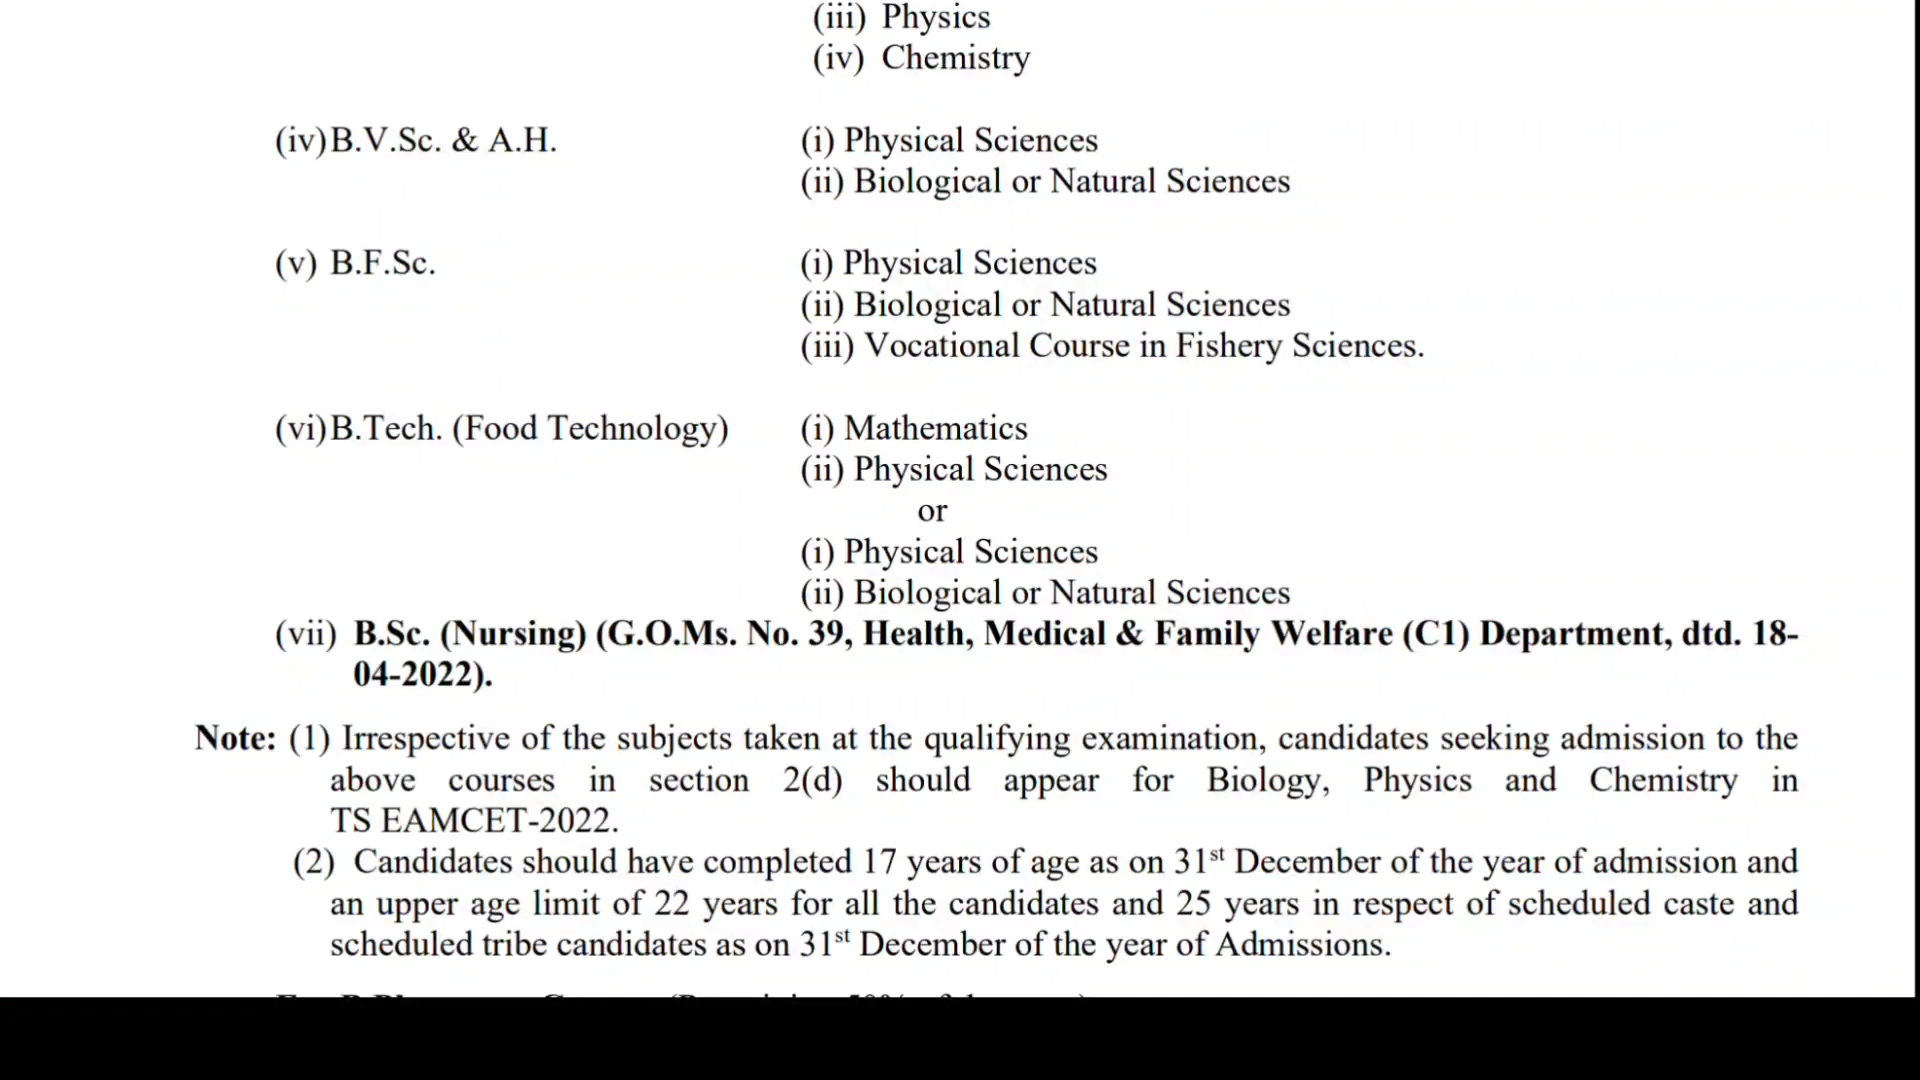 (iii) Physics
(iv) Chemistry
(iv) B.V.Sc. & A.H. (i) Physical Sciences
(ii) Biological or Natural Sciences
(v) B.F.Sc. (i) Physical Sciences
(ii) Biological or Natural Sciences
(iii) Vocational Course in Fishery Sciences.
(vi) B.Tech. (Food Technology) (i) Mathematics
(ii) Physical Sciences
or
(i) Physical Sciences
(ii) Biological or Natural Sciences
(vii) B.Sc. (Nursing) (G.O.Ms. No. 39, Health, Medical & Family Welfare (C1) Department, dtd. 18-
04-2022).
Note: (1) Irrespective of the subjects taken at the qualifying examination, candidates seeking admission to the
above courses in section 2(d) should appear for Biology, Physics and Chemistry in
TS EAMCET-2022.
(2) Candidates should have completed 17 years of age as on 31st December of the year of admission and
an upper age limit of 22 years for all the candidates and 25 years in respect of scheduled caste and
scheduled tribe candidates as on 31st December of the year of Admissions.